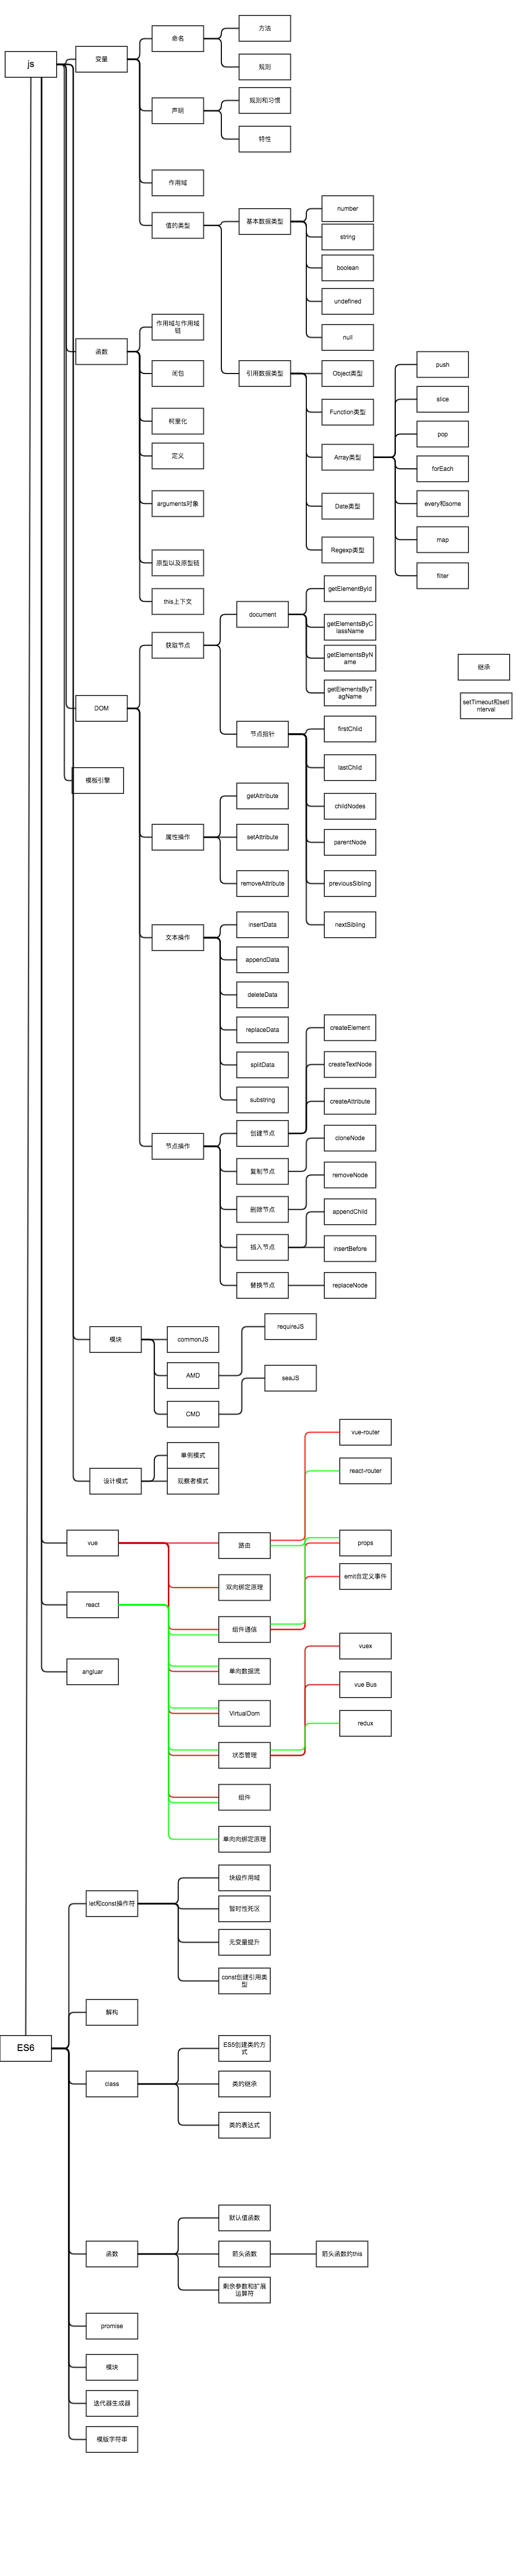 js
变量
命名
方法
规则
声明
规则和习惯
特性
作用域
值的类型
基本数据类型
number
string
boolean
undefined
null
引用数据类型
Object类型
Function类型
Array类型
push
slice
pop
forEach
every和some
map
filter
Date类型
Regexp类型
函数
作用域与作用域
链
闭包
柯里化
定义
arguments对象
原型以及原型链
this上下文
DOM
获取节点
document
getElementById
getElementsByC
lassName
getElementsByN
ame
getElementsByT
agName
节点指针
firstChlid
lastChlid
childNodes
parentNode
previousSibling
nextSibling
继承
setTimeout和setI
nterval
模板引擎
属性操作
getAttribute
setAttribute
removeAttribute
文本操作
insertData
appendData
deleteData
replaceData
splitData
substring
节点操作
创建节点
createElement
createTextNode
createAttribute
复制节点
cloneNode
删除节点
removeNode
插入节点
appendChild
insertBefore
替换节点
replaceNode
模块
commonJS
AMD
requireJS
CMD
seaJS
设计模式
单例模式
观察者模式
vue
react
angluar
路由
vue-router
react-router
双向绑定原理
组件通信
props
emit自定义事件
单向数据流
VirtualDom
状态管理
vuex
vue Bus
redux
组件
单向向绑定原理
ES6
let和const操作符
块级作用域
暂时性死区
无变量提升
const创建引用类
型
解构
class
ES5创建类的方
式
类的继承
类的表达式
函数
默认值函数
箭头函数
箭头函数的this
剩余参数和扩展
运算符
promise
模块
迭代器生成器
模版字符串